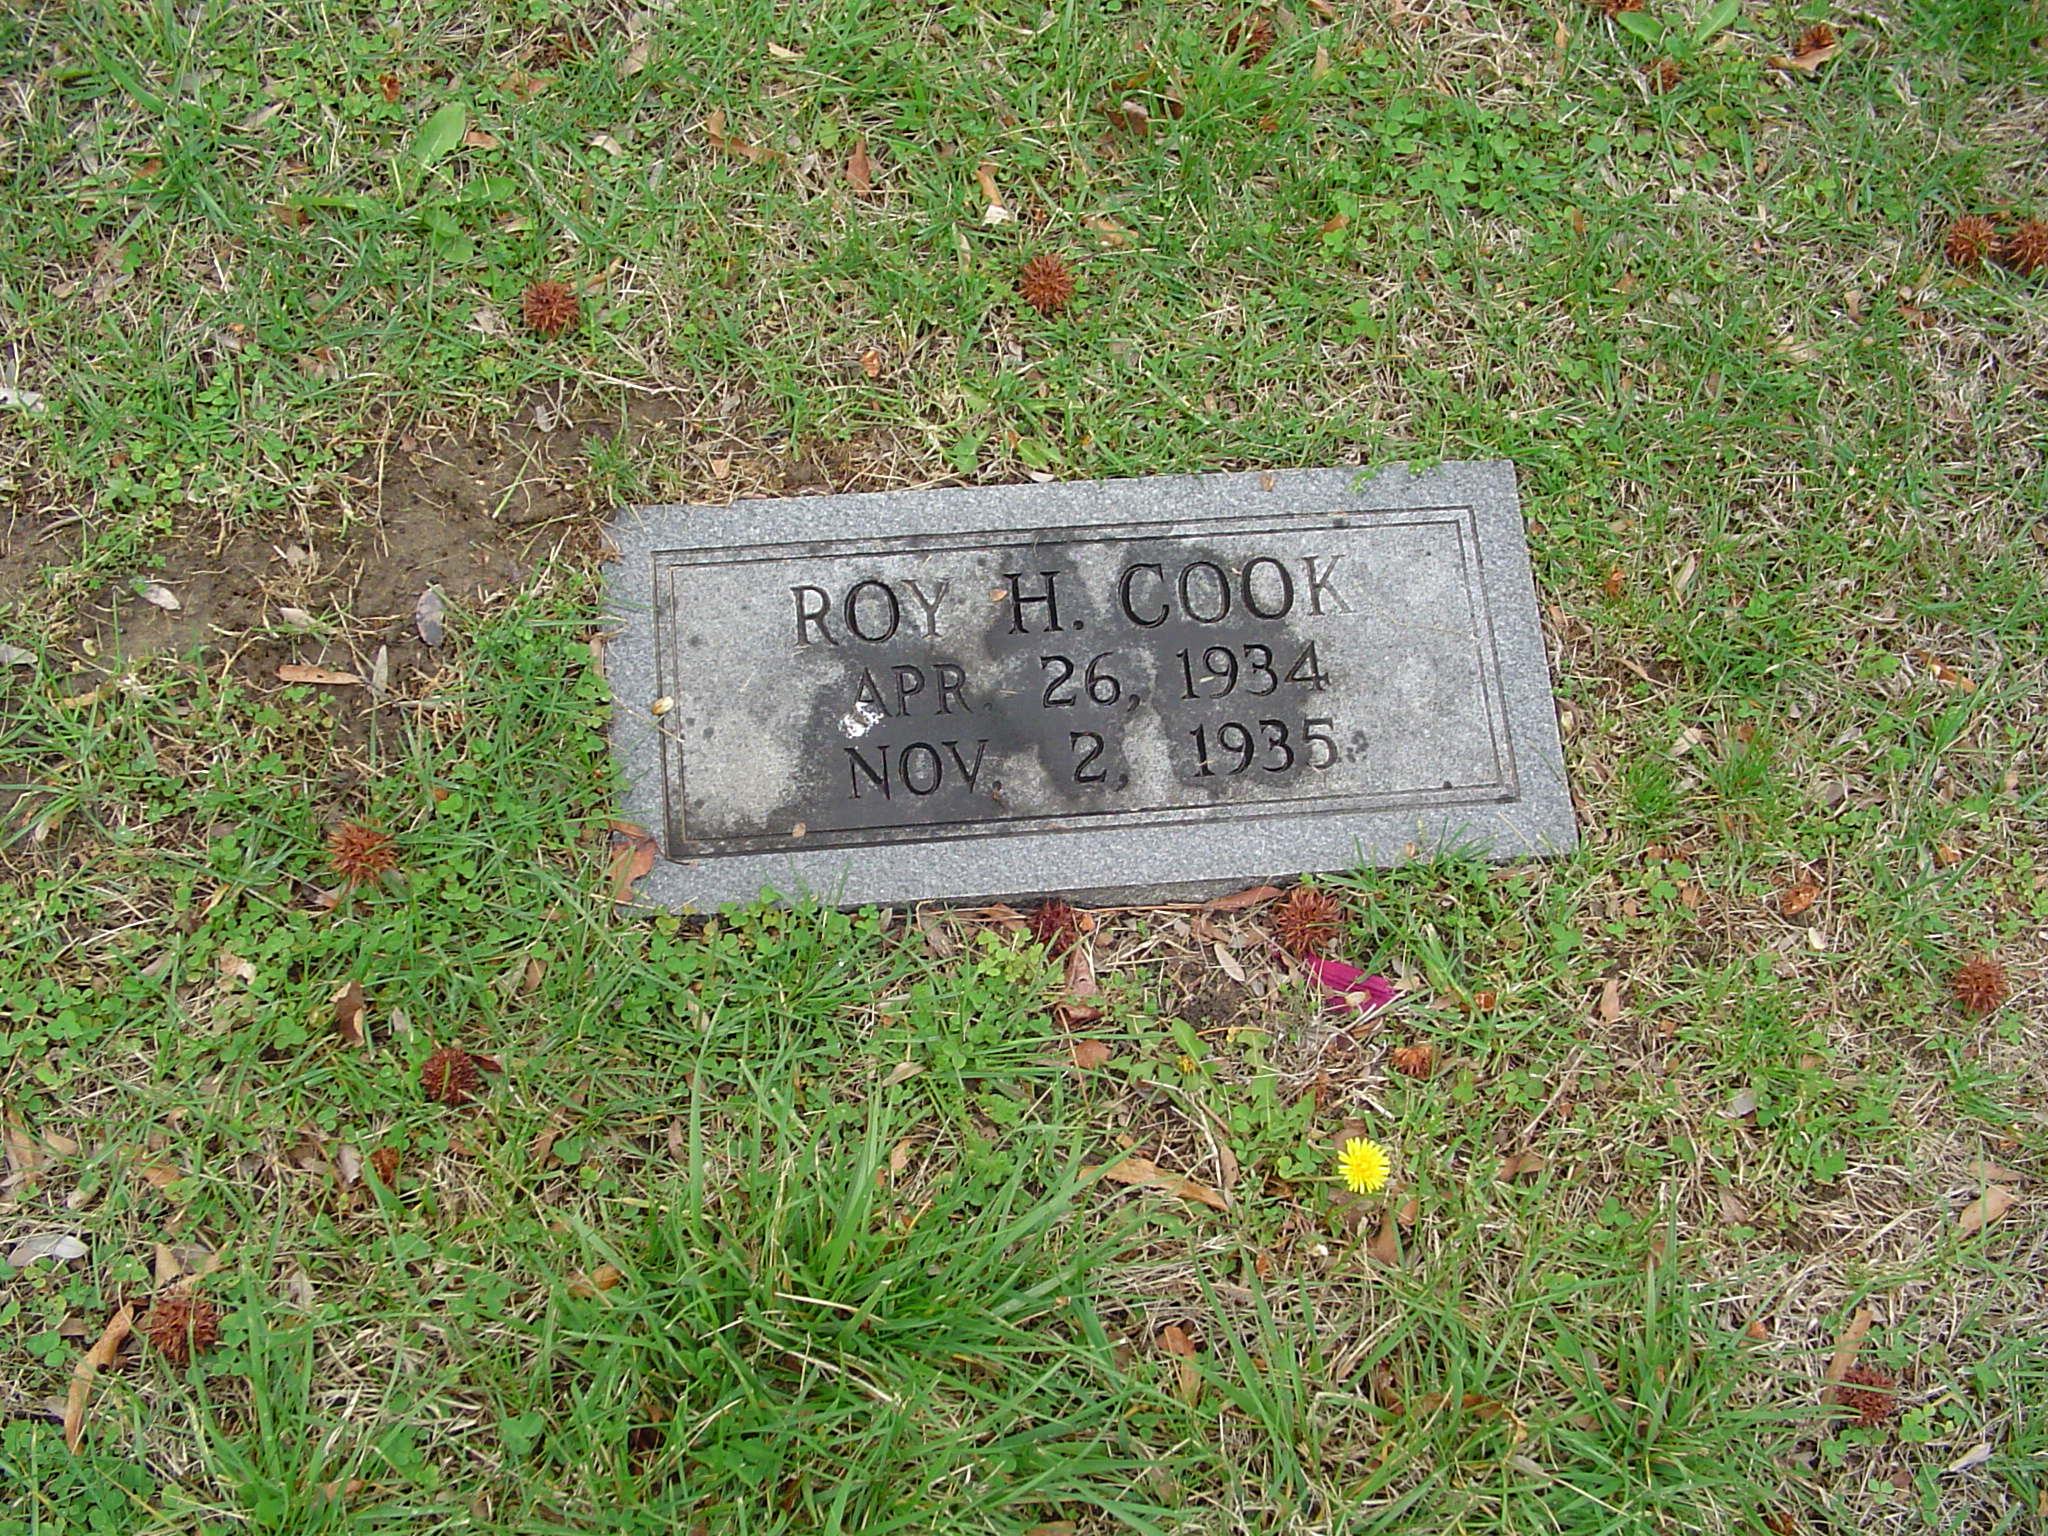 ROY H. COOK
APR. 26, 1934
NOV. 2, 1935